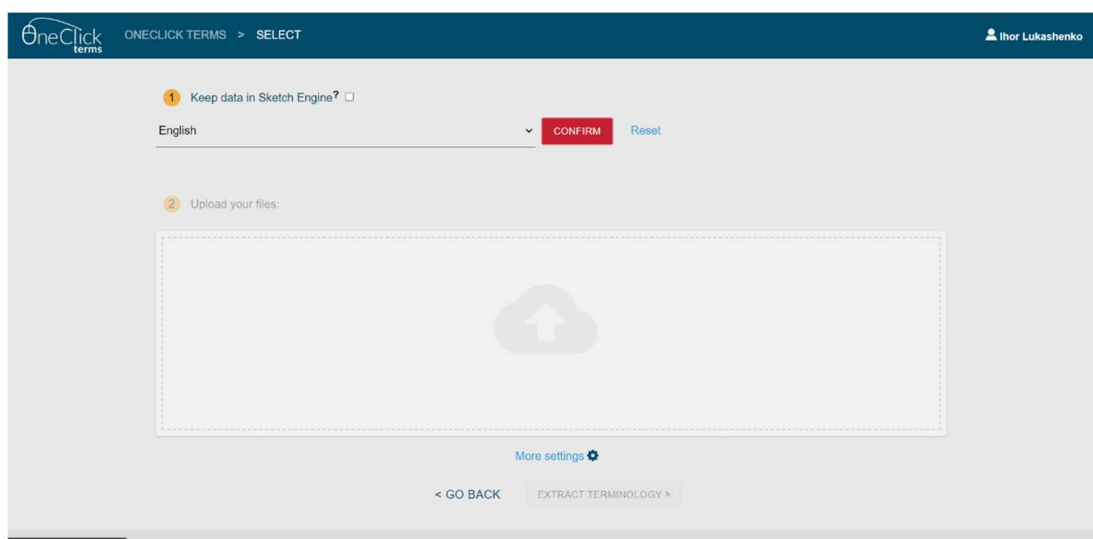 OneClick
terms
ONECLICK TERMS > SELECT
Ihor Lukashenko
1 Keep data in Sketch Engine?
English
CONFIRM
Reset
2 Upload your files:
More settings
< GO BACK
EXTRACT TERMINOLOGY >